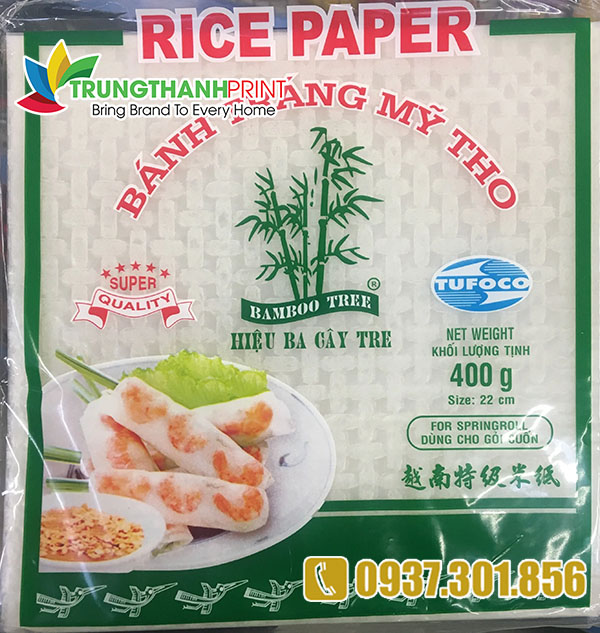 RICE PAPER
TRUNGTHANHPRINT
Bring Brand To Every Home
BÁNH TRÁNG MỸ THO
SUPER
QUALITY
BAMBOO TREE
®
HIỆU BA CÂY TRE
TUFOCO
NET WEIGHT
KHỐI LƯỢNG TỊNH
400 g
Size: 22 cm
FOR SPRINGROLL
DÙNG CHO GỎI CUỐN
越南特级米纸
0937.301.856